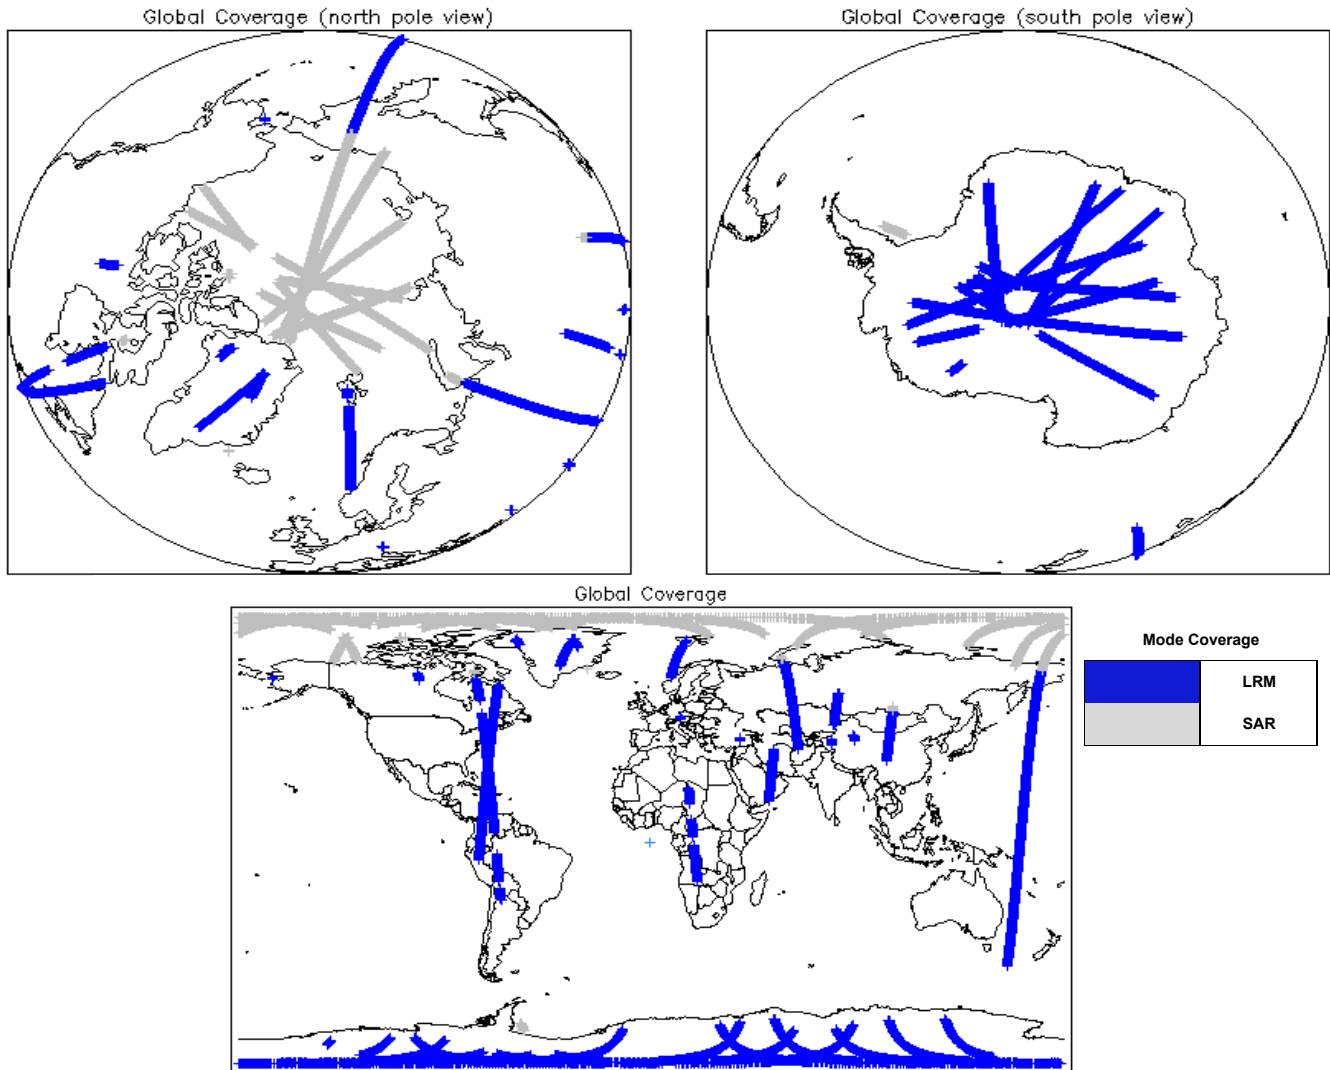 Global Coverage (north pole view)
Global Coverage (south pole view)
Global Coverage
Mode Coverage
LRM
SAR